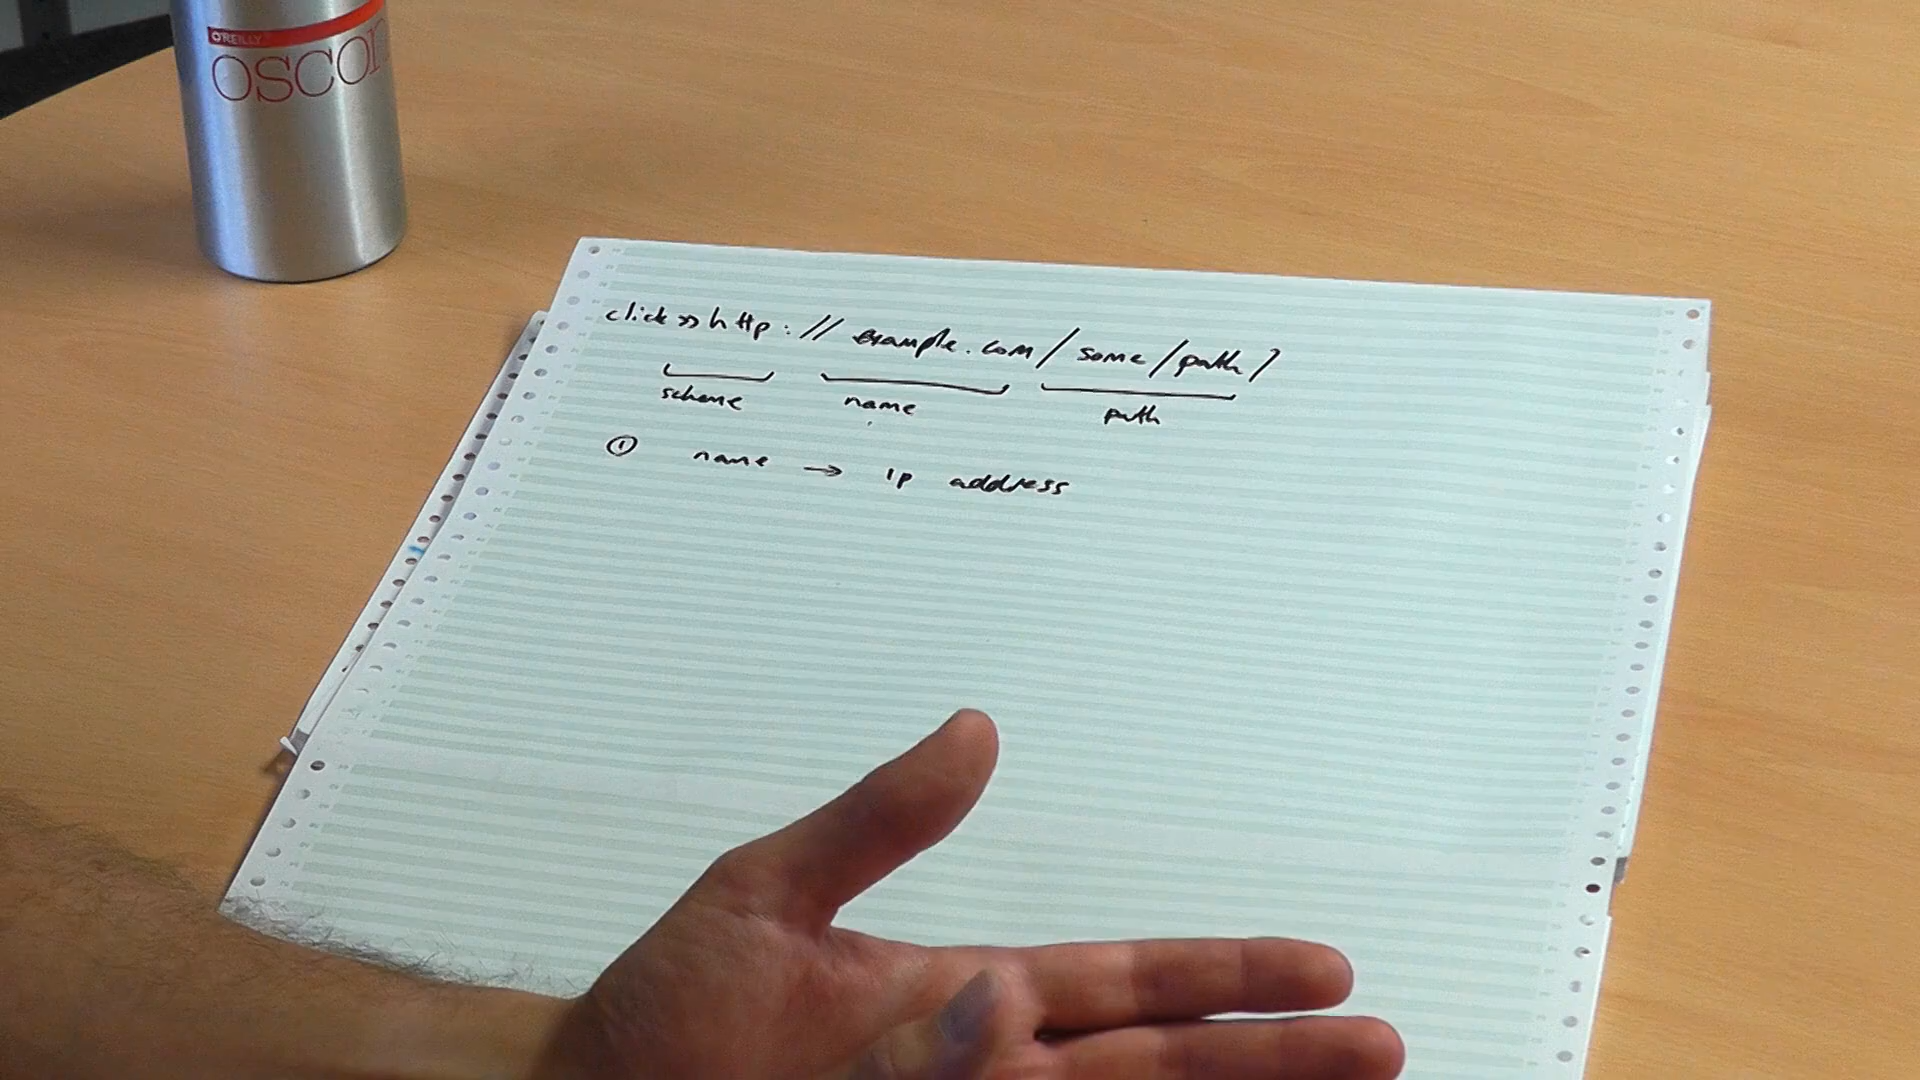 O'REILLY
OSCON
click >> http://example.com/some/path/
scheme name path
① name → ip address